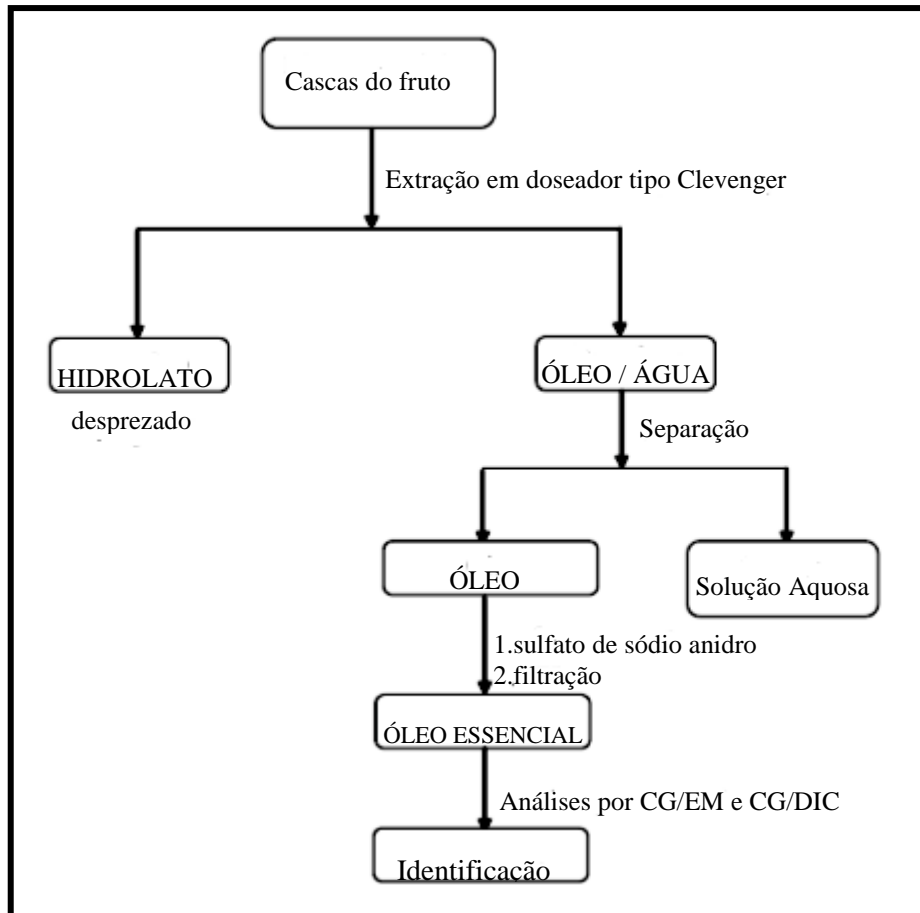 Cascas do fruto
Extração em doseador tipo Clevenger
HIDROLATO
desprezado
ÓLEO / ÁGUA
Separação
ÓLEO
Solução Aquosa
1.sulfato de sódio anidro
2.filtração
ÓLEO ESSENCIAL
Análises por CG/EM e CG/DIC
Identificação